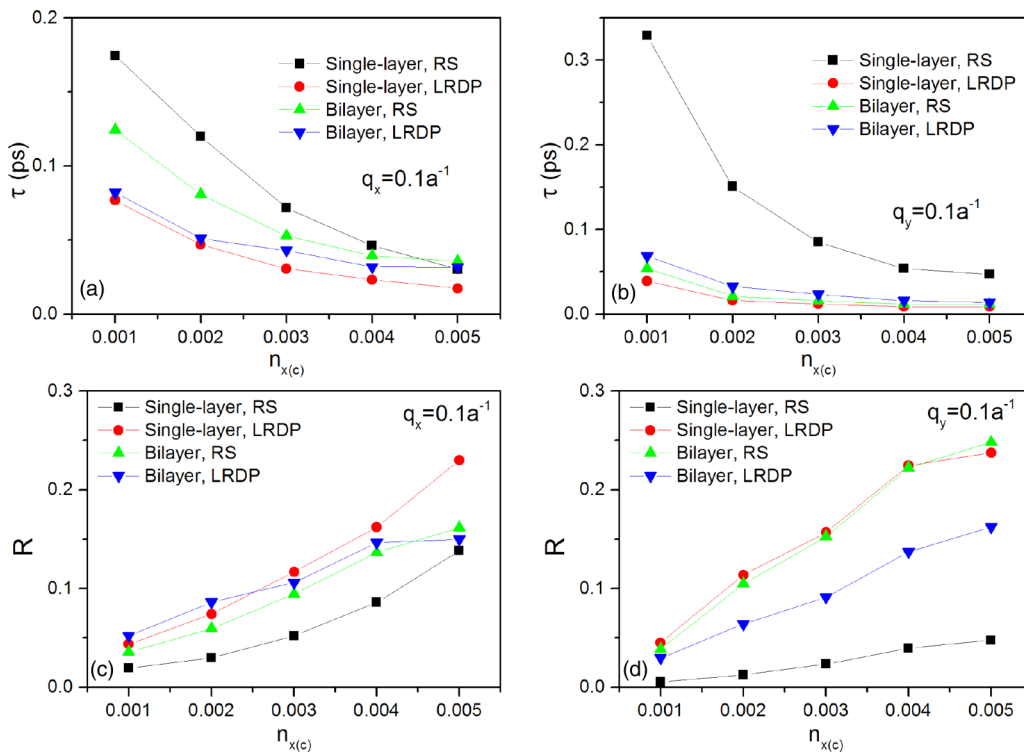 0.2
0.1
0.0
τ (ps)
Single-layer, RS
Single-layer, LRDP
Bilayer, RS
Bilayer, LRDP
qx=0.1a-1
(a)
0.001 0.002 0.003 0.004 0.005
nx(c)
0.3
0.2
0.1
0.0
τ (ps)
Single-layer, RS
Single-layer, LRDP
Bilayer, RS
Bilayer, LRDP
qy=0.1a-1
(b)
0.001 0.002 0.003 0.004 0.005
nx(c)
0.3
0.2
0.1
0.0
R
Single-layer, RS
Single-layer, LRDP
Bilayer, RS
Bilayer, LRDP
qx=0.1a-1
(c)
0.001 0.002 0.003 0.004 0.005
nx(c)
0.3
0.2
0.1
0.0
R
Single-layer, RS
Single-layer, LRDP
Bilayer, RS
Bilayer, LRDP
qy=0.1a-1
(d)
0.001 0.002 0.003 0.004 0.005
nx(c)